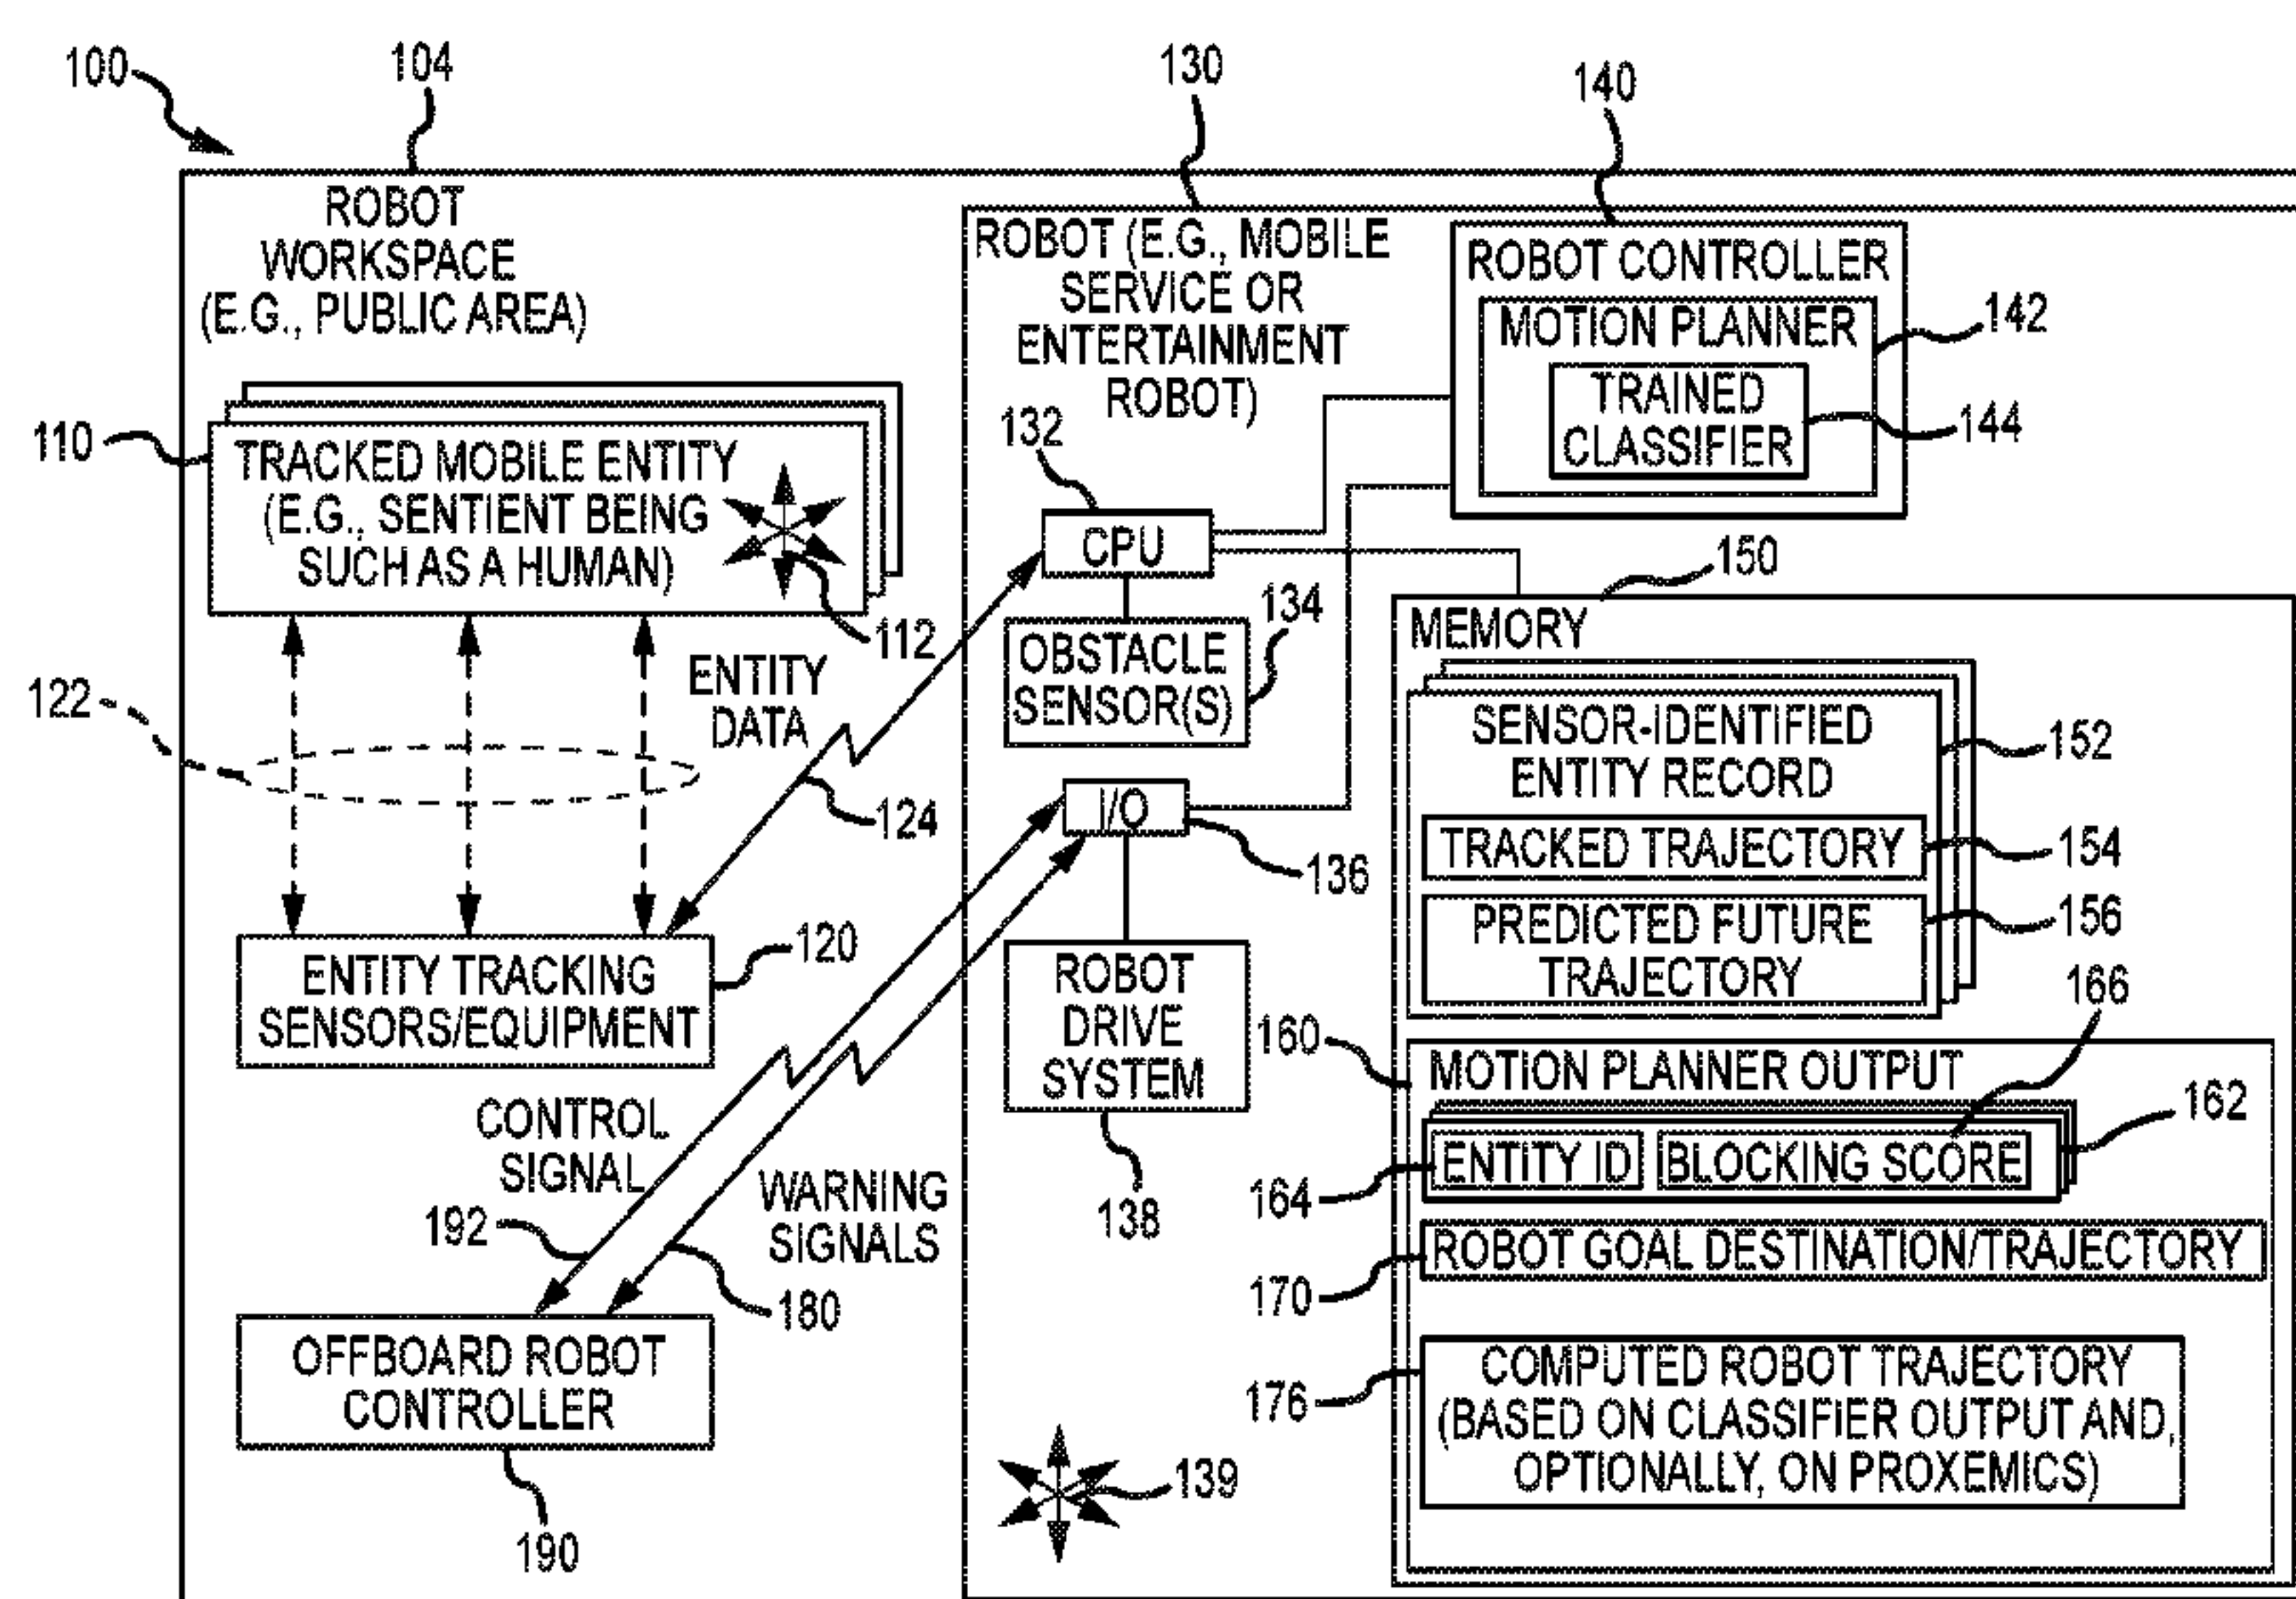 100
104
130
140
ROBOT
WORKSPACE
(E.G., PUBLIC AREA)
110
TRACKED MOBILE ENTITY
(E.G., SENTIENT BEING
SUCH AS A HUMAN)
112
122
ENTITY
DATA
124
ENTITY TRACKING
SENSORS/EQUIPMENT
120
CONTROL
SIGNAL
192
WARNING
SIGNALS
180
OFFBOARD ROBOT
CONTROLLER
190
ROBOT (E.G., MOBILE
SERVICE OR
ENTERTAINMENT
ROBOT)
132
CPU
134
OBSTACLE
SENSOR(S)
I/O
136
ROBOT
DRIVE
SYSTEM
138
139
ROBOT CONTROLLER
MOTION PLANNER
142
TRAINED
CLASSIFIER
144
150
MEMORY
SENSOR-IDENTIFIED
ENTITY RECORD
152
TRACKED TRAJECTORY
154
PREDICTED FUTURE
TRAJECTORY
156
166
160
MOTION PLANNER OUTPUT
162
164
ENTITY ID
BLOCKING SCORE
170
ROBOT GOAL DESTINATION/TRAJECTORY
176
COMPUTED ROBOT TRAJECTORY
(BASED ON CLASSIFIER OUTPUT AND,
OPTIONALLY, ON PROXEMICS)